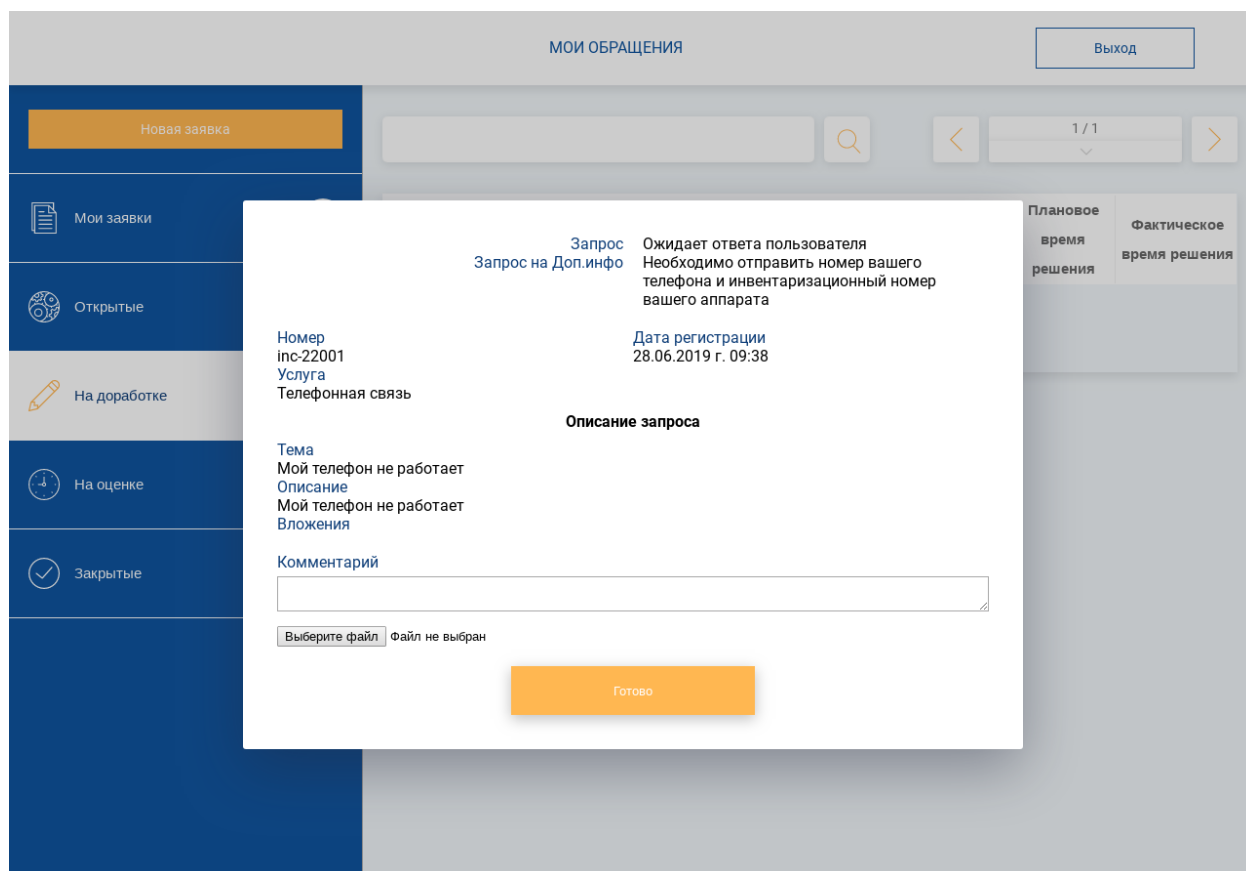 МОИ ОБРАЩЕНИЯ
Выход
Новая заявка
1 / 1
Мои заявки
Открытые
На доработке
На оценке
Закрытые
Плановое
время
решения
Фактическое
время решения
Запрос Ожидает ответа пользователя
Запрос на Доп.инфо Необходимо отправить номер вашего
телефона и инвентаризационный номер
вашего аппарата
Номер Дата регистрации
inc-22001 28.06.2019 г. 09:38
Услуга
Телефонная связь
Описание запроса
Тема
Мой телефон не работает
Описание
Мой телефон не работает
Вложения
Комментарий
Выберите файл Файл не выбран
Готово